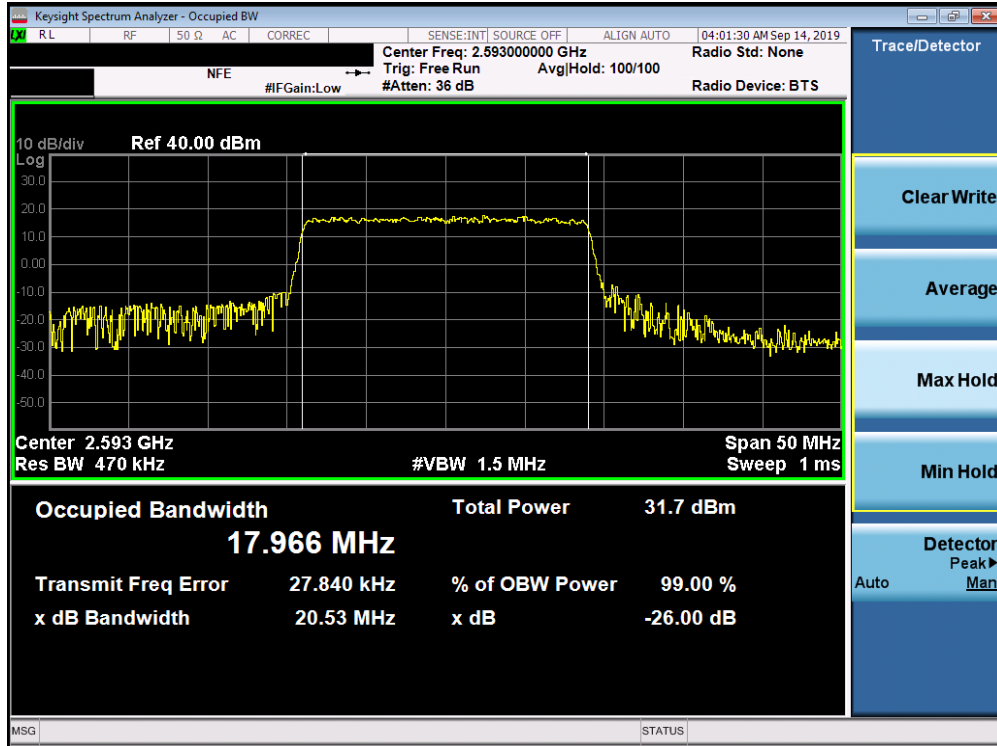 Keysight Spectrum Analyzer - Occupied BW
LXI RL RF 50 Ω AC CORREC SENSE:INT SOURCE OFF ALIGN AUTO 04:01:30 AM Sep 14, 2019
Center Freq: 2.593000000 GHz Radio Std: None
NFE Trig: Free Run Avg|Hold: 100/100
#IFGain:Low #Atten: 36 dB Radio Device: BTS
Trace/Detector
10 dB/div Ref 40.00 dBm
Log
30.0
20.0
10.0
0.00
-10.0
-20.0
-30.0
-40.0
-50.0
Center 2.593 GHz Span 50 MHz
Res BW 470 kHz #VBW 1.5 MHz Sweep 1 ms
Occupied Bandwidth Total Power 31.7 dBm
17.966 MHz
Transmit Freq Error 27.840 kHz % of OBW Power 99.00 %
x dB Bandwidth 20.53 MHz x dB -26.00 dB
Clear Write
Average
Max Hold
Min Hold
Detector
Peak▶
Auto Man
MSG STATUS